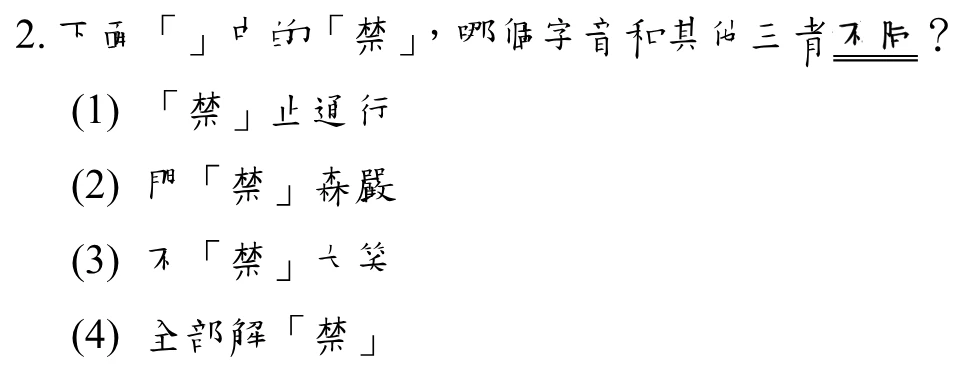 2. 下面「」中的「禁」，哪個字音和其他三者不同？
(1) 「禁」止通行
(2) 門「禁」森嚴
(3) 不「禁」大笑
(4) 全部解「禁」